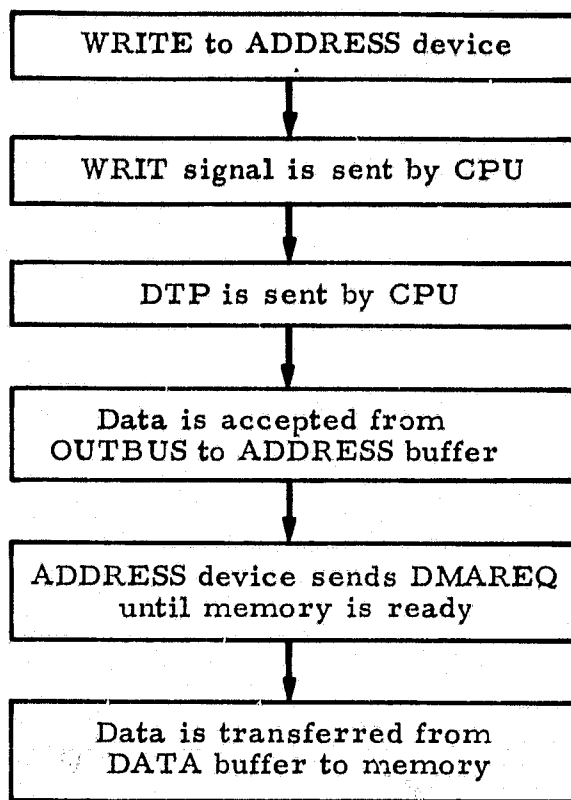 WRITE to ADDRESS device
WRIT signal is sent by CPU
DTP is sent by CPU
Data is accepted from
OUTBUS to ADDRESS buffer
ADDRESS device sends DMAREQ
until memory is ready
Data is transferred from
DATA buffer to memory